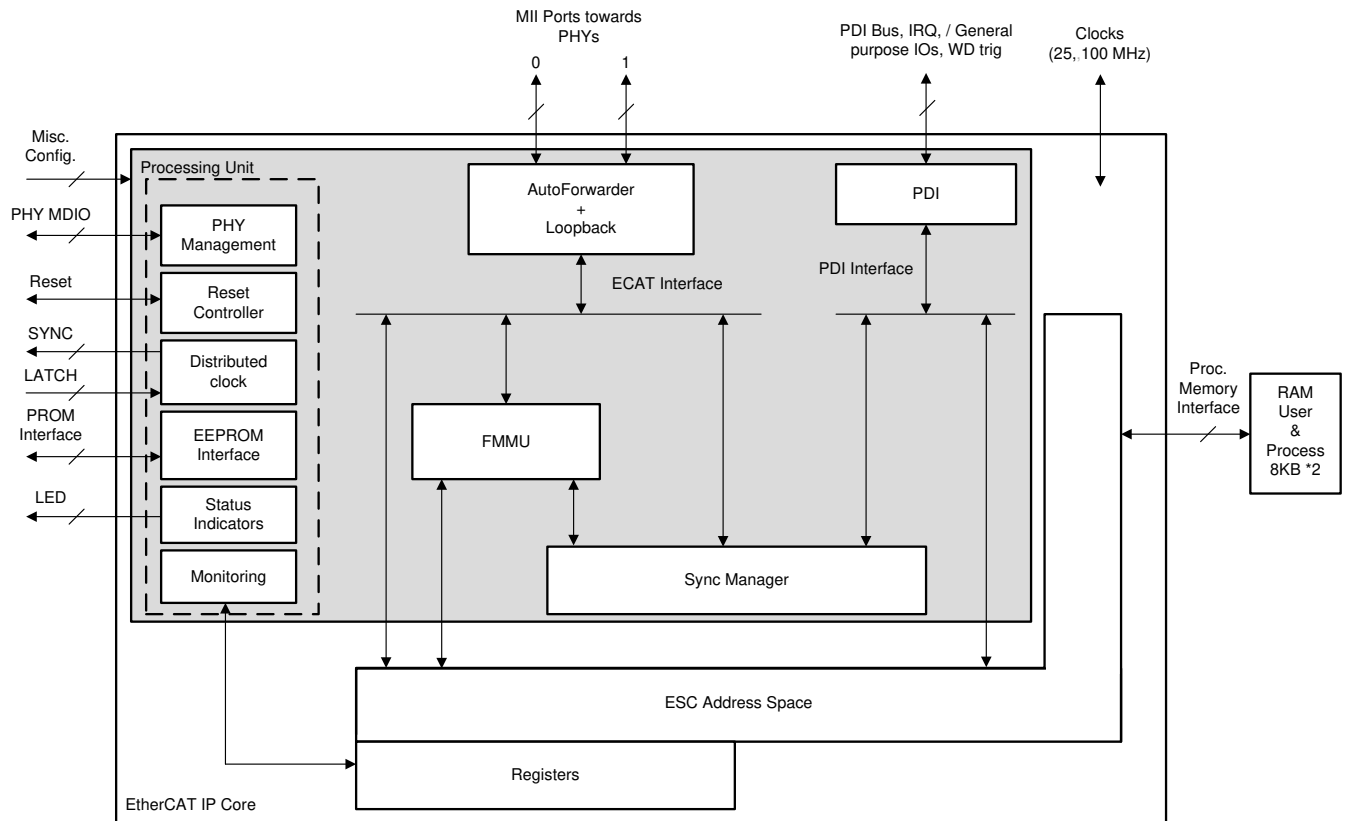 MII Ports towards
PHYs
0
1
PDI Bus, IRQ, / General
purpose IOs, WD trig
Clocks
(25,,100 MHz)
Misc.
Config.
PHY MDIO
Reset
SYNC
LATCH
PROM
Interface
LED
Processing Unit
PHY
Management
Reset
Controller
Distributed
clock
EEPROM
Interface
Status
Indicators
Monitoring
AutoForwarder
+
Loopback
PDI
ECAT Interface
PDI Interface
FMMU
Sync Manager
Proc.
Memory
Interface
RAM
User
&
Process
8KB *2
ESC Address Space
Registers
EtherCAT IP Core